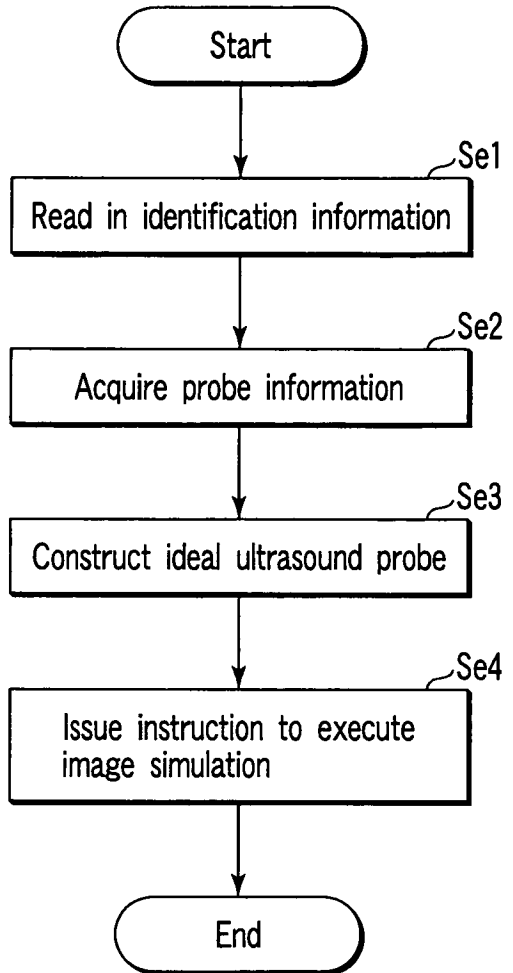 Start
Se1
Read in identification information
Se2
Acquire probe information
Se3
Construct ideal ultrasound probe
Se4
Issue instruction to execute
image simulation
End